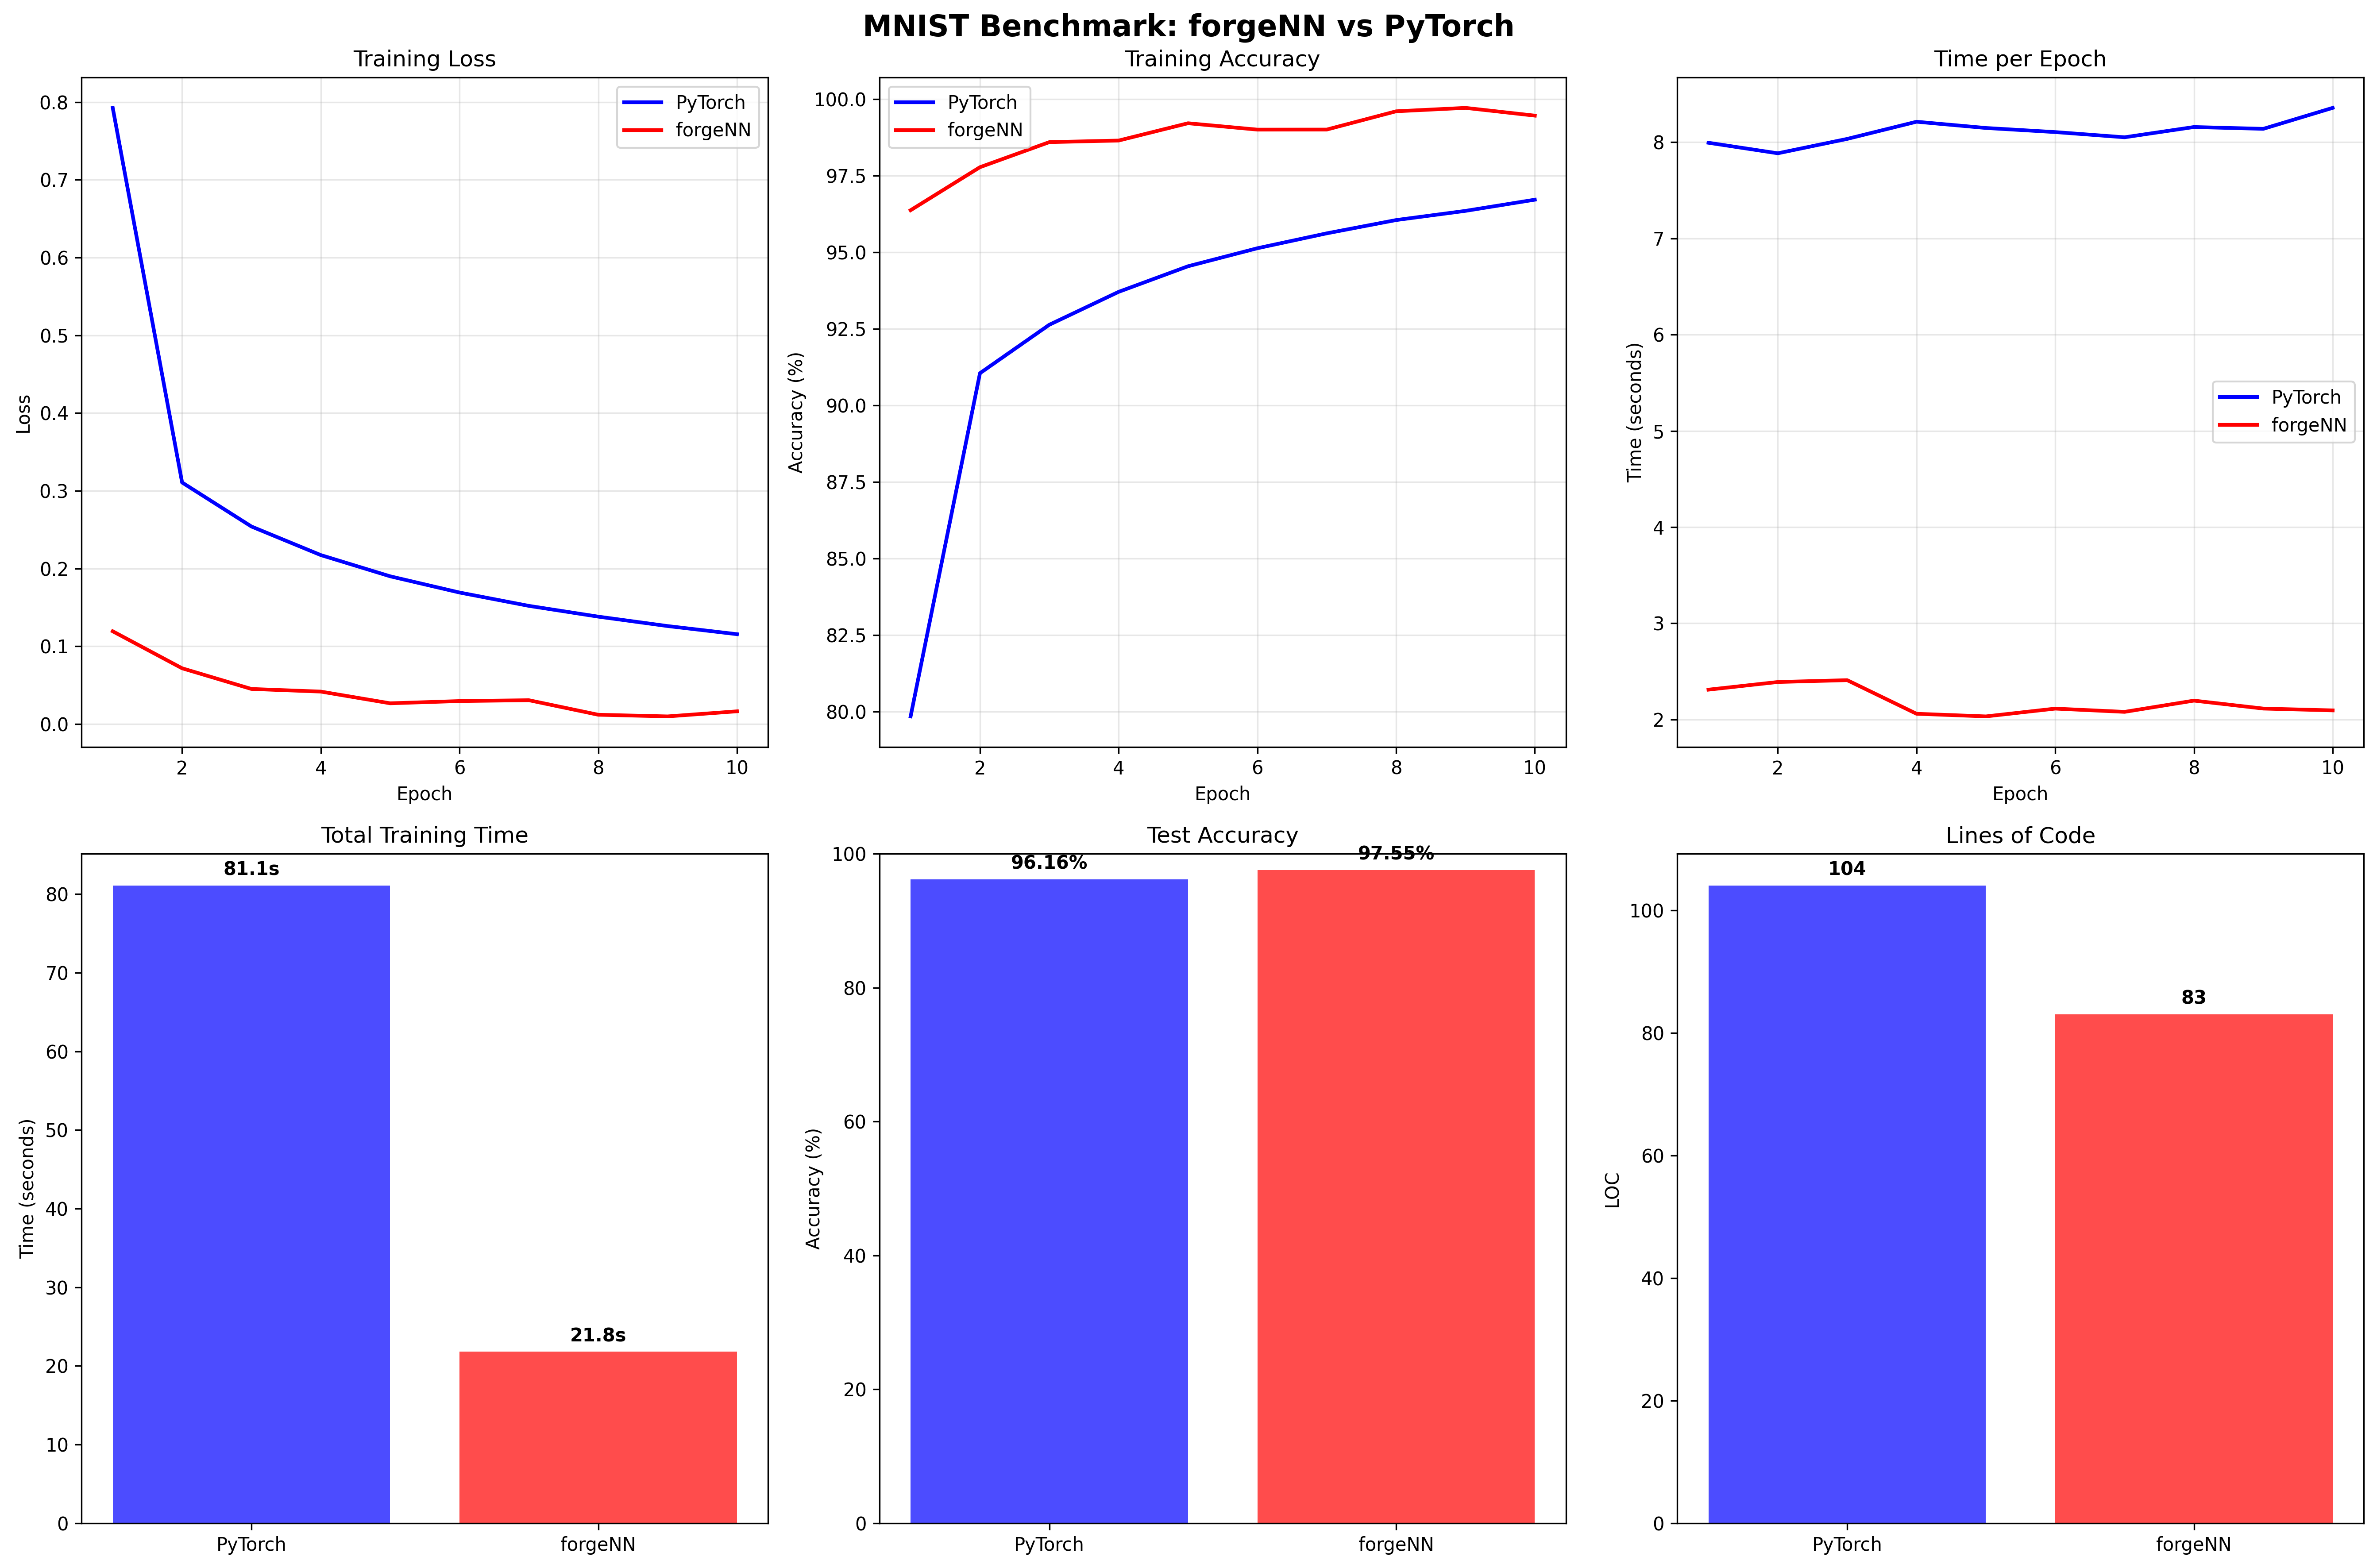 MNIST Benchmark: forgeNN vs PyTorch
Training Loss
PyTorch
forgeNN
0.8
0.7
0.6
0.5
0.4
0.3
0.2
0.1
0.0
Loss
2 4 6 8 10
Epoch
Training Accuracy
PyTorch
forgeNN
100.0
97.5
95.0
92.5
90.0
87.5
85.0
82.5
80.0
Accuracy (%)
2 4 6 8 10
Epoch
Time per Epoch
PyTorch
forgeNN
8
7
6
5
4
3
2
Time (seconds)
2 4 6 8 10
Epoch
Total Training Time
81.1s
21.8s
80
70
60
50
40
30
20
10
0
Time (seconds)
PyTorch forgeNN
Test Accuracy
96.16%
97.55%
100
80
60
40
20
0
Accuracy (%)
PyTorch forgeNN
Lines of Code
104
83
100
80
60
40
20
0
LOC
PyTorch forgeNN